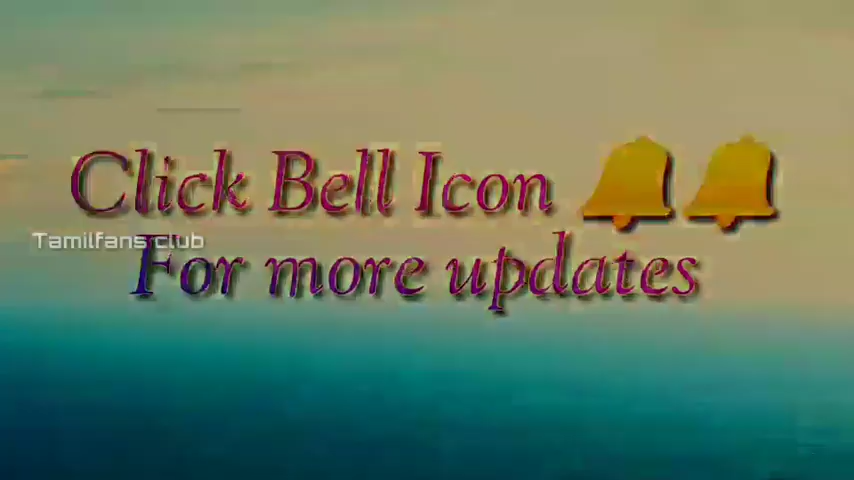 Click Bell Icon 🔔🔔
Tamilfans club
For more updates